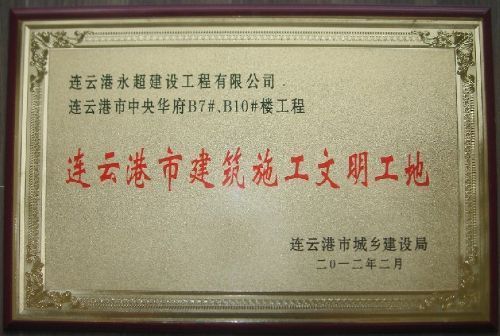 连云港永超建设工程有限公司
连云港市中央华府B7#、B10#楼工程
连云港市建筑施工文明工地
连云港市城乡建设局
二〇一二年二月